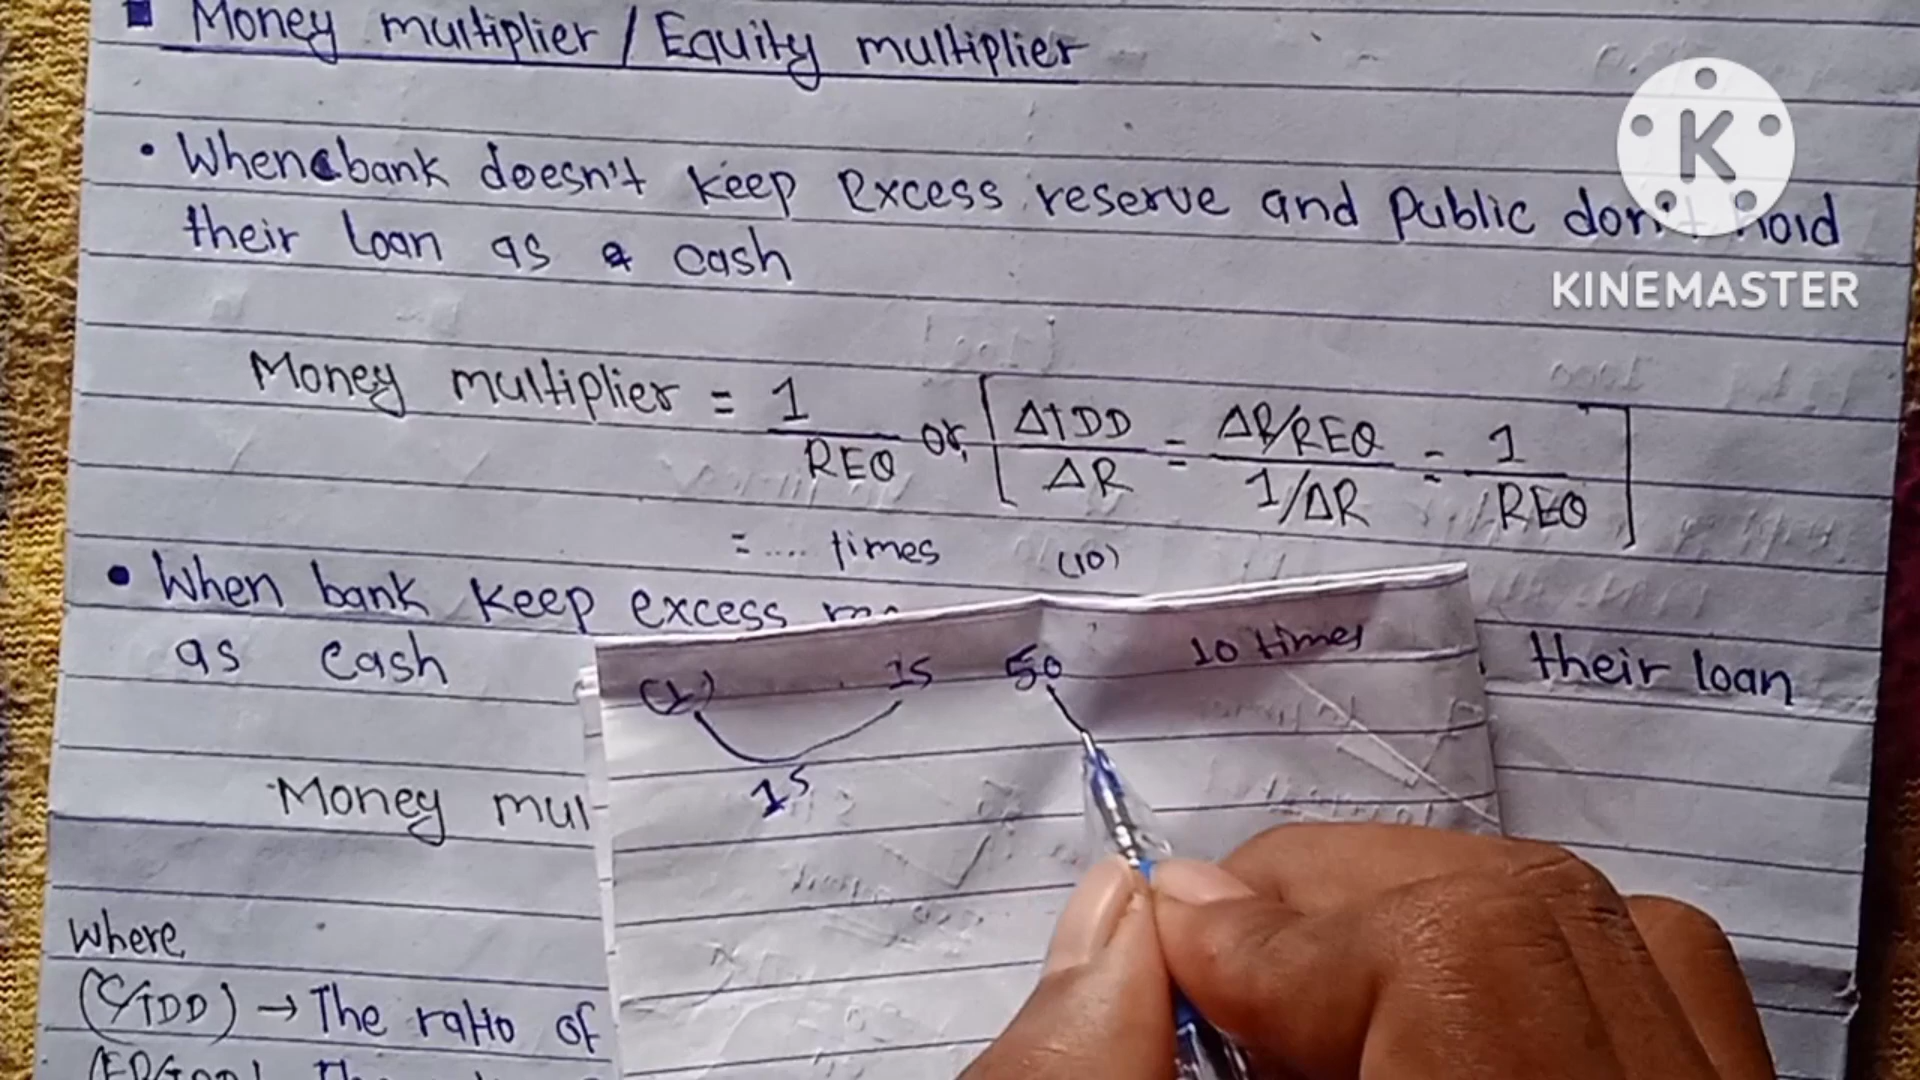 Money multiplier / Equity multiplier
K
KINEMASTER
• When bank doesn't keep excess reserve and public don't hold
their loan as a cash
Money multiplier = 1/REQ or, [ΔTDD/ΔR = ΔR/REQ / 1/ΔR = 1/REQ]
= .... times (10)
• When bank keep excess
as cash their loan
15 50 10 times
15
Money mul
Where
(C/TDD) → The ratio of